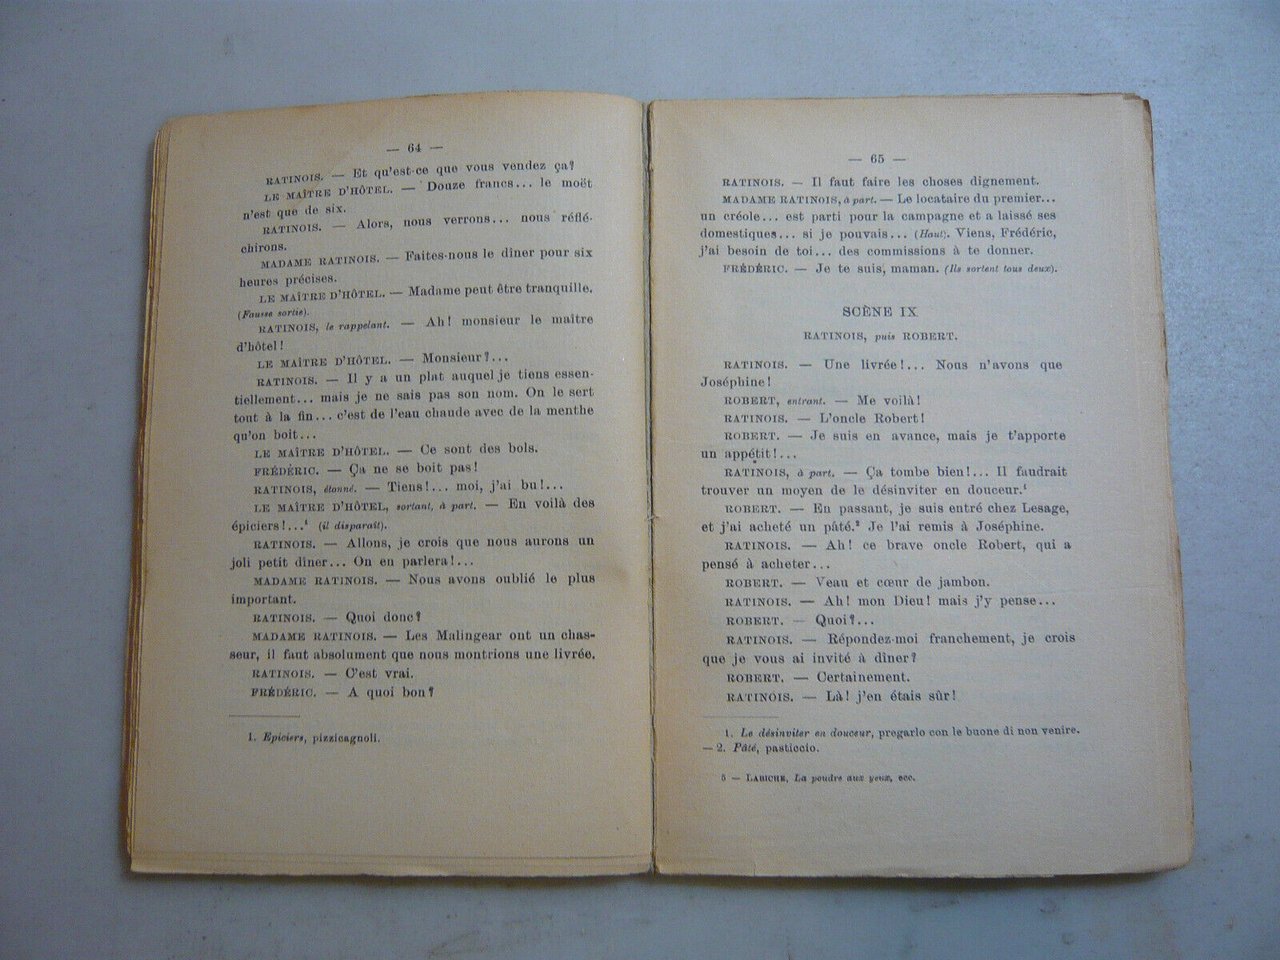 — 64 —
RATINOIS. — Et qu'est-ce que vous vendez ça?
LE MAÎTRE D'HÔTEL. — Douze francs... le moët
n'est que de six.
RATINOIS. — Alors, nous verrons... nous réflé-
chirons.
MADAME RATINOIS. — Faites-nous le dîner pour six
heures précises.
LE MAÎTRE D'HÔTEL. — Madame peut être tranquille.
(Fausse sortie).
RATINOIS, le rappelant. — Ah! monsieur le maître
d'hôtel!
LE MAÎTRE D'HÔTEL. — Monsieur?...
RATINOIS. — Il y a un plat auquel je tiens essen-
tiellement... mais je ne sais pas son nom. On le sert
tout à la fin... c'est de l'eau chaude avec de la menthe
qu'on boit...
LE MAÎTRE D'HÔTEL. — Ce sont des bols.
FRÉDÉRIC. — Ça ne se boit pas!
RATINOIS, étonné. — Tiens!... moi, j'ai bu!...
LE MAÎTRE D'HÔTEL, sortant, à part. — En voilà des
épiciers!...¹ (il disparaît).
RATINOIS. — Allons, je crois que nous aurons un
joli petit dîner... On en parlera!...
MADAME RATINOIS. — Nous avons oublié le plus
important.
RATINOIS. — Quoi donc?
MADAME RATINOIS. — Les Malingear ont un chas-
seur, il faut absolument que nous montrions une livrée.
RATINOIS. — C'est vrai.
FRÉDÉRIC. — A quoi bon?
1. Epiciers, pizzicagnoli.
— 65 —
RATINOIS. — Il faut faire les choses dignement.
MADAME RATINOIS, à part. — Le locataire du premier...
un créole... est parti pour la campagne et a laissé ses
domestiques... si je pouvais... (Haut). Viens, Frédéric,
j'ai besoin de toi... des commissions à te donner.
FRÉDÉRIC. — Je te suis, maman. (Ils sortent tous deux).
SCÈNE IX
RATINOIS, puis ROBERT.
RATINOIS. — Une livrée!... Nous n'avons que
Joséphine!
ROBERT, entrant. — Me voilà!
RATINOIS. — L'oncle Robert!
ROBERT. — Je suis en avance, mais je t'apporte
un appétit!...
RATINOIS, à part. — Ça tombe bien!... Il faudrait
trouver un moyen de le désinviter en douceur.¹
ROBERT. — En passant, je suis entré chez Lesage,
et j'ai acheté un pâté.² Je l'ai remis à Joséphine.
RATINOIS. — Ah! ce brave oncle Robert, qui a
pensé à acheter...
ROBERT. — Veau et cœur de jambon.
RATINOIS. — Ah! mon Dieu! mais j'y pense...
ROBERT. — Quoi?...
RATINOIS. — Répondez-moi franchement, je crois
que je vous ai invité à dîner?
ROBERT. — Certainement.
RATINOIS. — Là! j'en étais sûr!
1. Le désinviter en douceur, pregarlo con le buone di non venire.
— 2. Pâté, pasticcio.
5 — LABICHE, La poudre aux yeux, ecc.